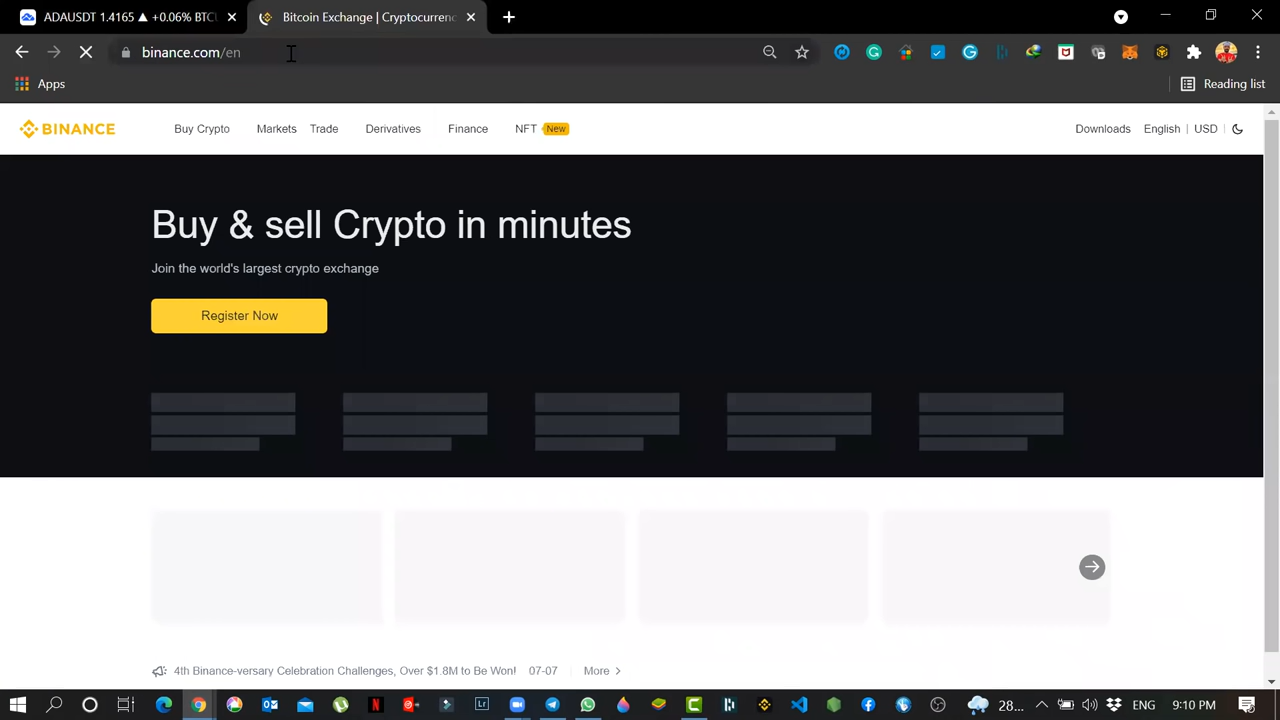 ADAUSDT 1.4165 ▲ +0.06% BTCU
Bitcoin Exchange | Cryptocurrenc
binance.com/en
Apps
Reading list
BINANCE
Buy Crypto
Markets
Trade
Derivatives
Finance
NFT New
Downloads
English
USD
Buy & sell Crypto in minutes
Join the world's largest crypto exchange
Register Now
4th Binance-versary Celebration Challenges, Over $1.8M to Be Won! 07-07
More
28...
ENG
9:10 PM